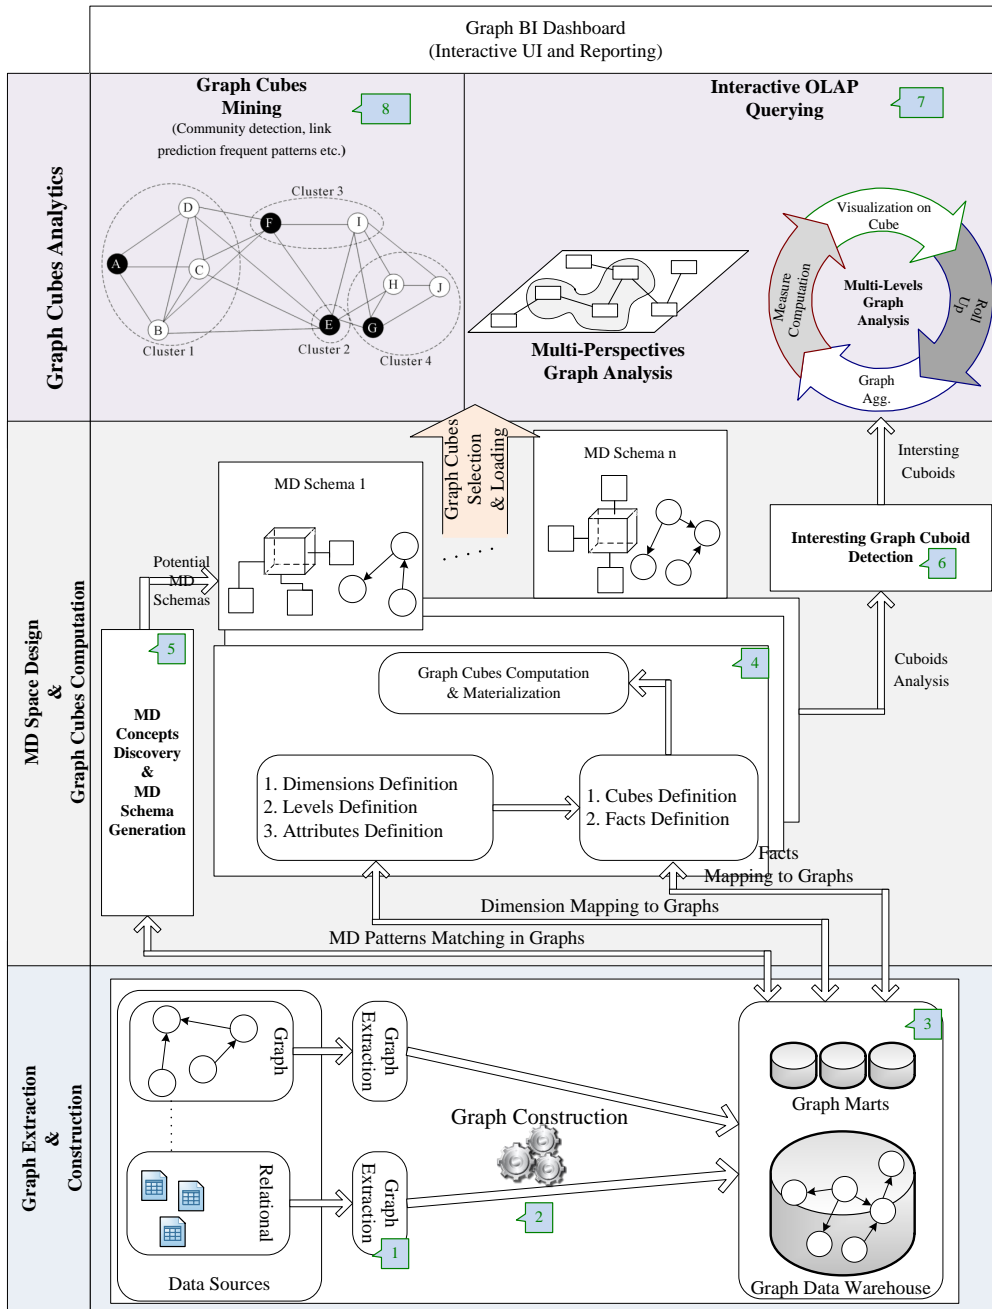 Graph BI Dashboard
(Interactive UI and Reporting)
Graph Cubes Analytics
Graph Cubes
Mining
8
(Community detection, link
prediction frequent patterns etc.)
Cluster 3
D
F
I
A
C
H
J
B
E
G
Cluster 1
Cluster 2
Cluster 4
Interactive OLAP
Querying
7
Multi-Perspectives
Graph Analysis
Visualization on
Cube
Measure
Computation
Multi-Levels
Graph
Analysis
Roll
Up
Graph
Agg.
MD Space Design
&
Graph Cubes Computation
Graph Cubes
Selection
& Loading
MD Schema 1
. . . . .
MD Schema n
Intersting
Cuboids
Interesting Graph Cuboid
Detection
6
Potential
MD
Schemas
5
MD
Concepts
Discovery
&
MD
Schema
Generation
4
Graph Cubes Computation
& Materialization
Cuboids
Analysis
1. Dimensions Definition
2. Levels Definition
3. Attributes Definition
1. Cubes Definition
2. Facts Definition
Facts
Mapping to Graphs
Dimension Mapping to Graphs
MD Patterns Matching in Graphs
Graph Extraction
&
Construction
Graph
Graph
Extraction
Relational
Graph
Extraction
1
Data Sources
Graph Construction
2
3
Graph Marts
Graph Data Warehouse